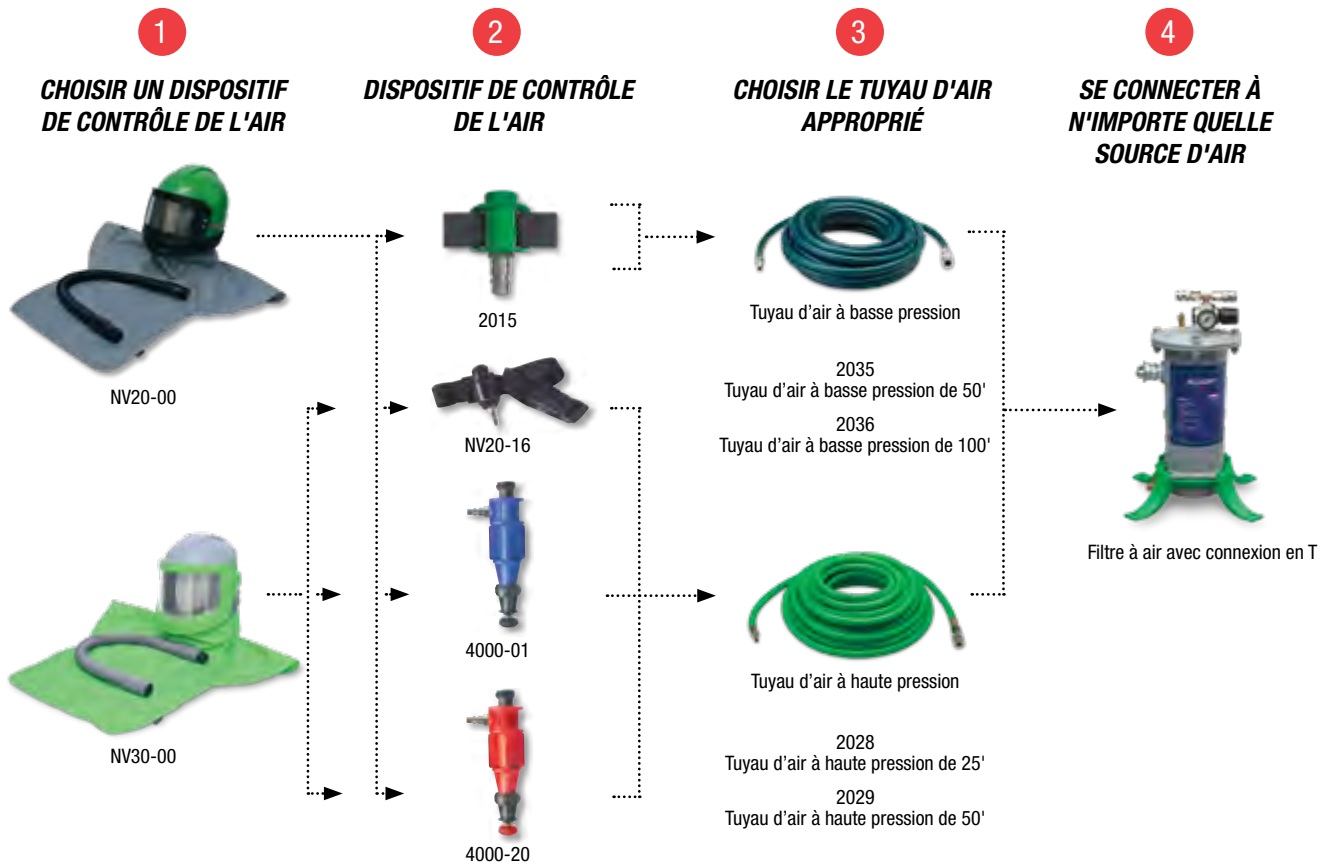 1
CHOISIR UN DISPOSITIF
DE CONTRÔLE DE L'AIR
NV20-00
NV30-00
2
DISPOSITIF DE CONTRÔLE
DE L'AIR
2015
NV20-16
4000-01
4000-20
3
CHOISIR LE TUYAU D'AIR
APPROPRIÉ
Tuyau d’air à basse pression
2035
Tuyau d’air à basse pression de 50'
2036
Tuyau d’air à basse pression de 100'
Tuyau d’air à haute pression
2028
Tuyau d’air à haute pression de 25'
2029
Tuyau d’air à haute pression de 50'
4
SE CONNECTER À
N'IMPORTE QUELLE
SOURCE D'AIR
Filtre à air avec connexion en T